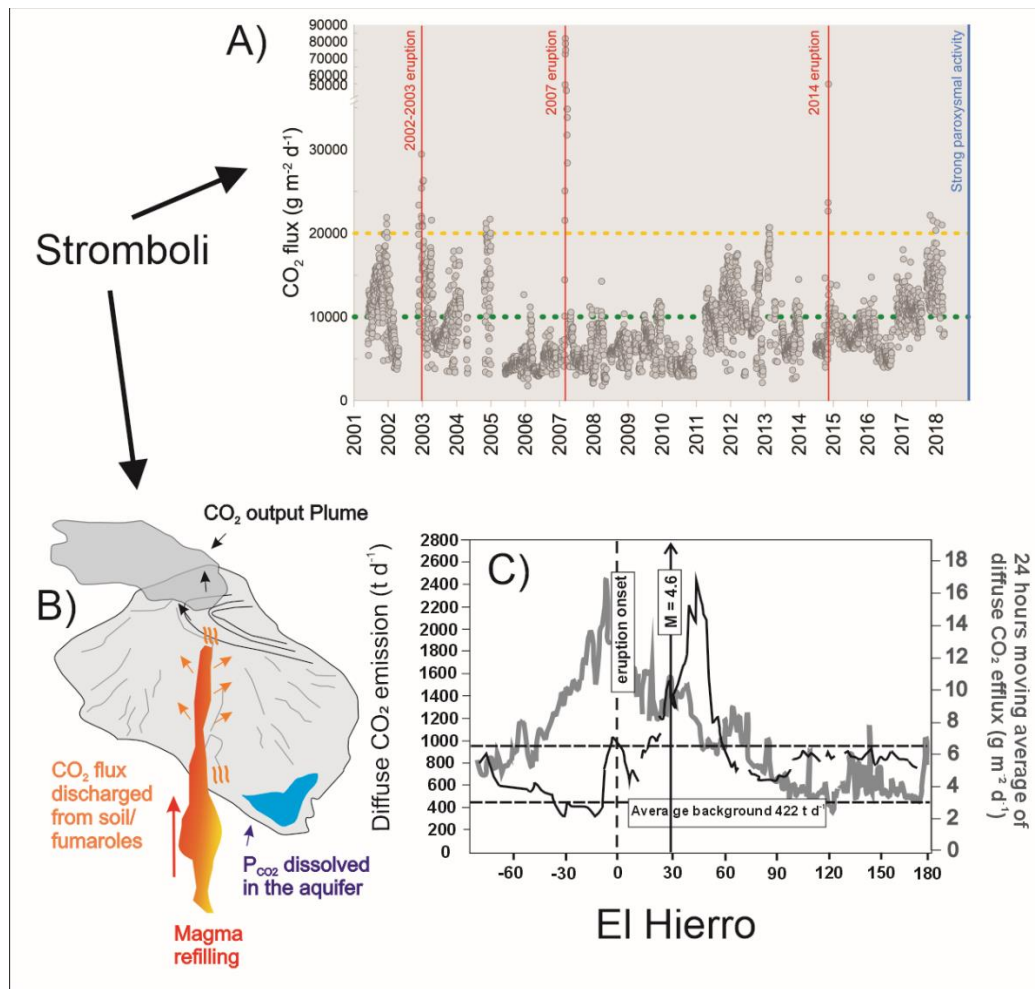 A)
90000
80000
70000
60000
50000
30000
20000
10000
0
CO₂ flux (g m⁻² d⁻¹)
2002-2003 eruption
2007 eruption
2014 eruption
Strong paroxysmal activity
2001
2002
2003
2004
2005
2006
2007
2008
2009
2010
2011
2012
2013
2014
2015
2016
2017
2018
Stromboli
B)
CO₂ output Plume
CO₂ flux
discharged
from soil/
fumaroles
P_CO2 dissolved
in the aquifer
Magma
refilling
C)
Diffuse CO₂ emission (t d⁻¹)
2800
2600
2400
2200
2000
1800
1600
1400
1200
1000
800
600
400
200
0
eruption onset
M = 4.6
Average background 422 t d⁻¹
18
16
14
12
10
8
6
4
2
0
24 hours moving average of
diffuse CO₂ efflux (g m⁻² d⁻¹)
-60
-30
0
30
60
90
120
150
180
El Hierro